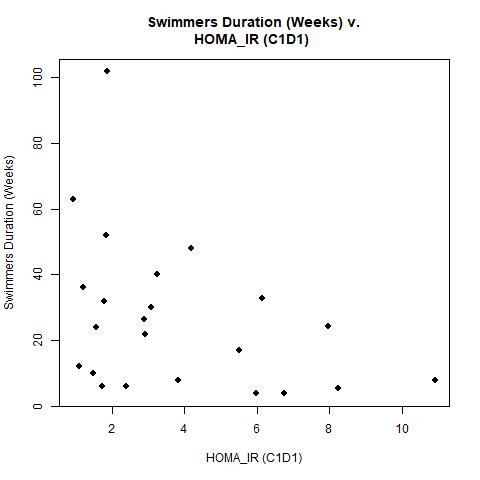 Swimmers Duration (Weeks) v.
HOMA_IR (C1D1)
Swimmers Duration (Weeks)
100
80
60
40
20
0
2 4 6 8 10
HOMA_IR (C1D1)